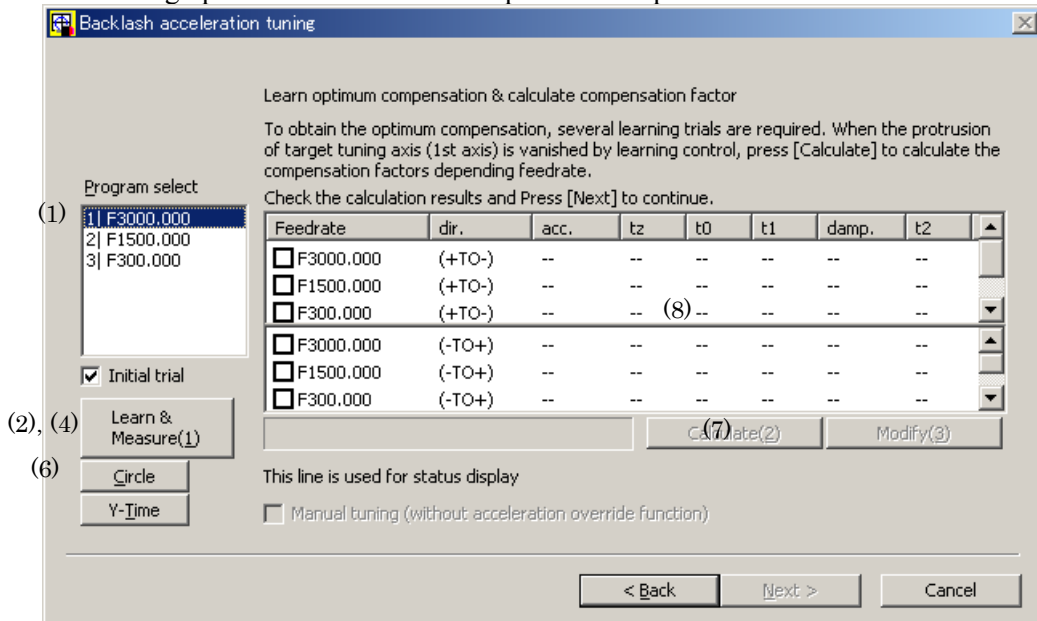 Backlash acceleration tuning
Learn optimum compensation & calculate compensation factor
To obtain the optimum compensation, several learning trials are required. When the protrusion
of target tuning axis (1st axis) is vanished by learning control, press [Calculate] to calculate the
compensation factors depending feedrate.
Check the calculation results and Press [Next] to continue.
Program select
(1)
1| F3000.000
2| F1500.000
3| F300.000
Feedrate dir. acc. tz t0 t1 damp. t2
F3000.000 (+TO-) -- -- -- -- -- --
F1500.000 (+TO-) -- -- -- -- -- --
F300.000 (+TO-) -- -- (8) -- -- -- --
F3000.000 (-TO+) -- -- -- -- -- --
F1500.000 (-TO+) -- -- -- -- -- --
F300.000 (-TO+) -- -- -- -- -- --
Initial trial
(2), (4)
Learn &
Measure(1)
(7)
Calculate(2)
Modify(3)
(6)
Circle
This line is used for status display
Y-Time
Manual tuning (without acceleration override function)
< Back
Next >
Cancel